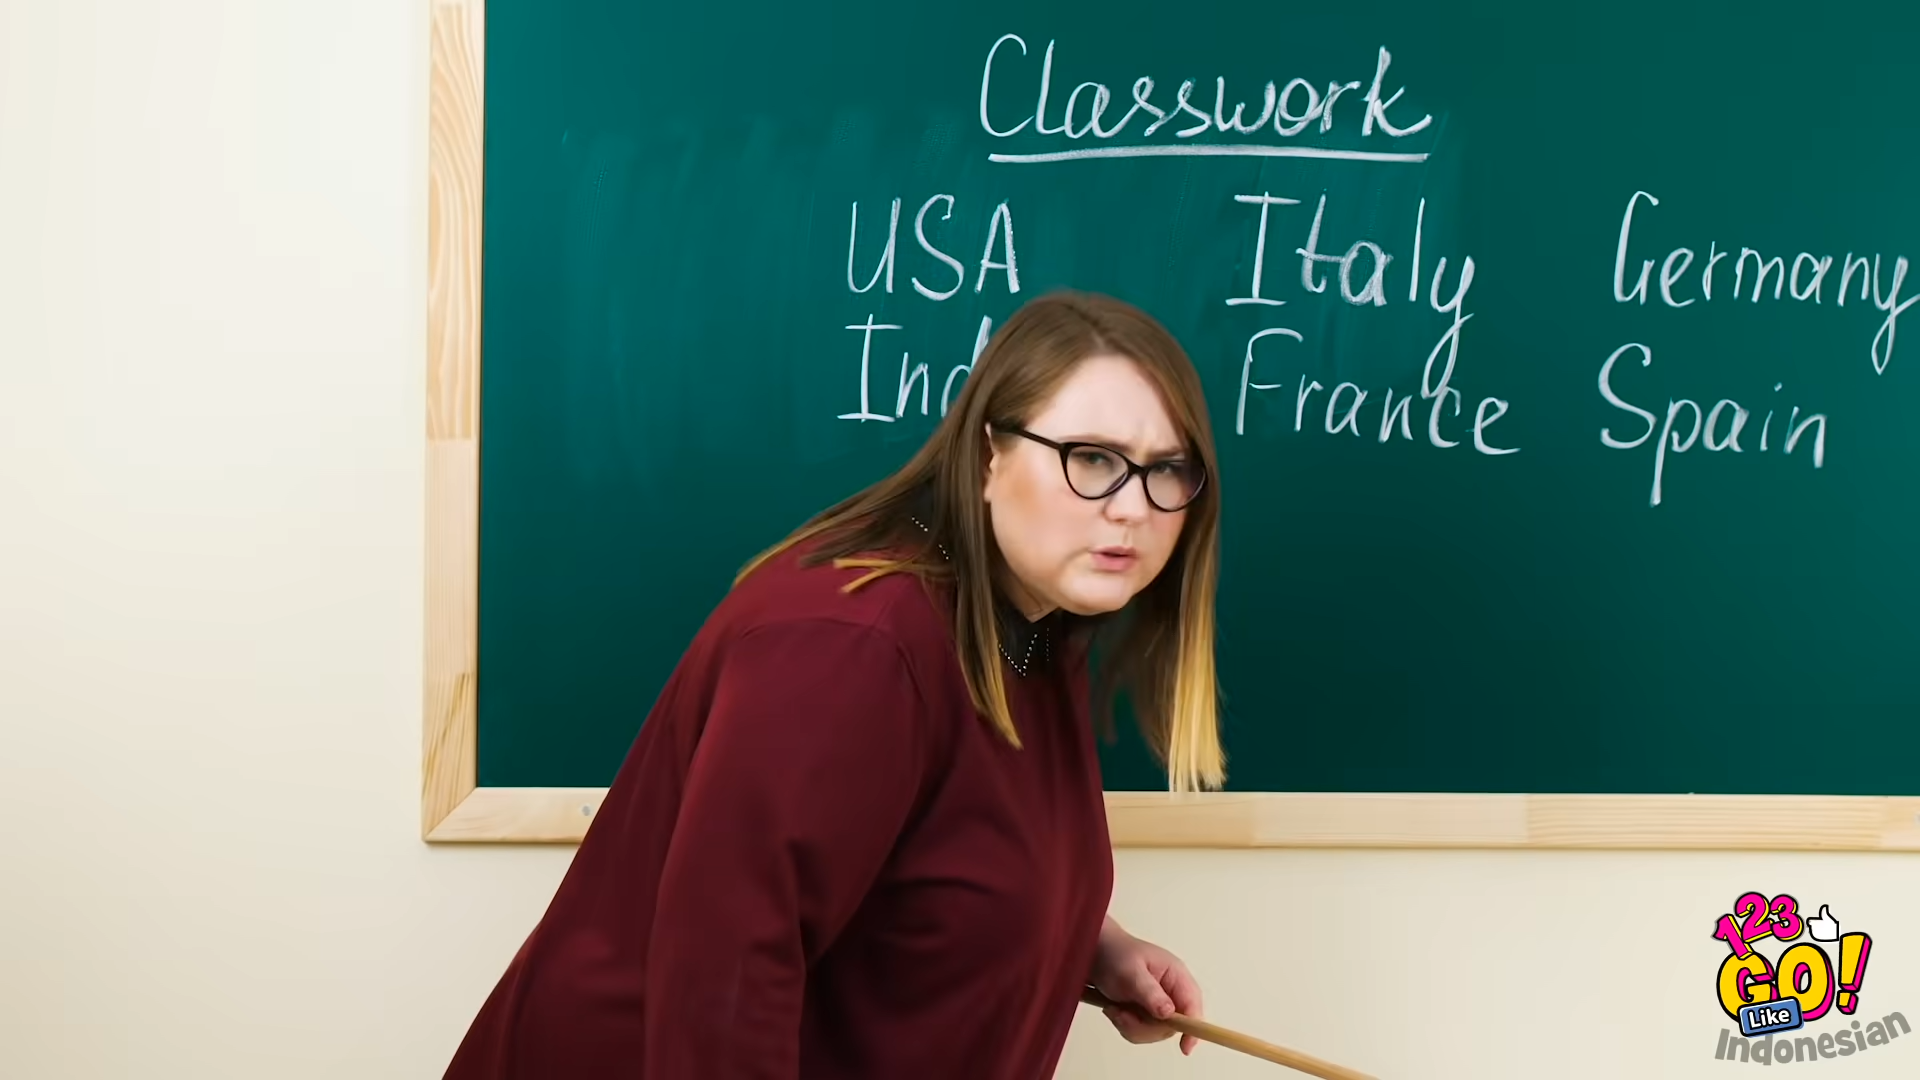 Classwork
USA Italy Germany
France Spain
123
GO!
Like
Indonesian